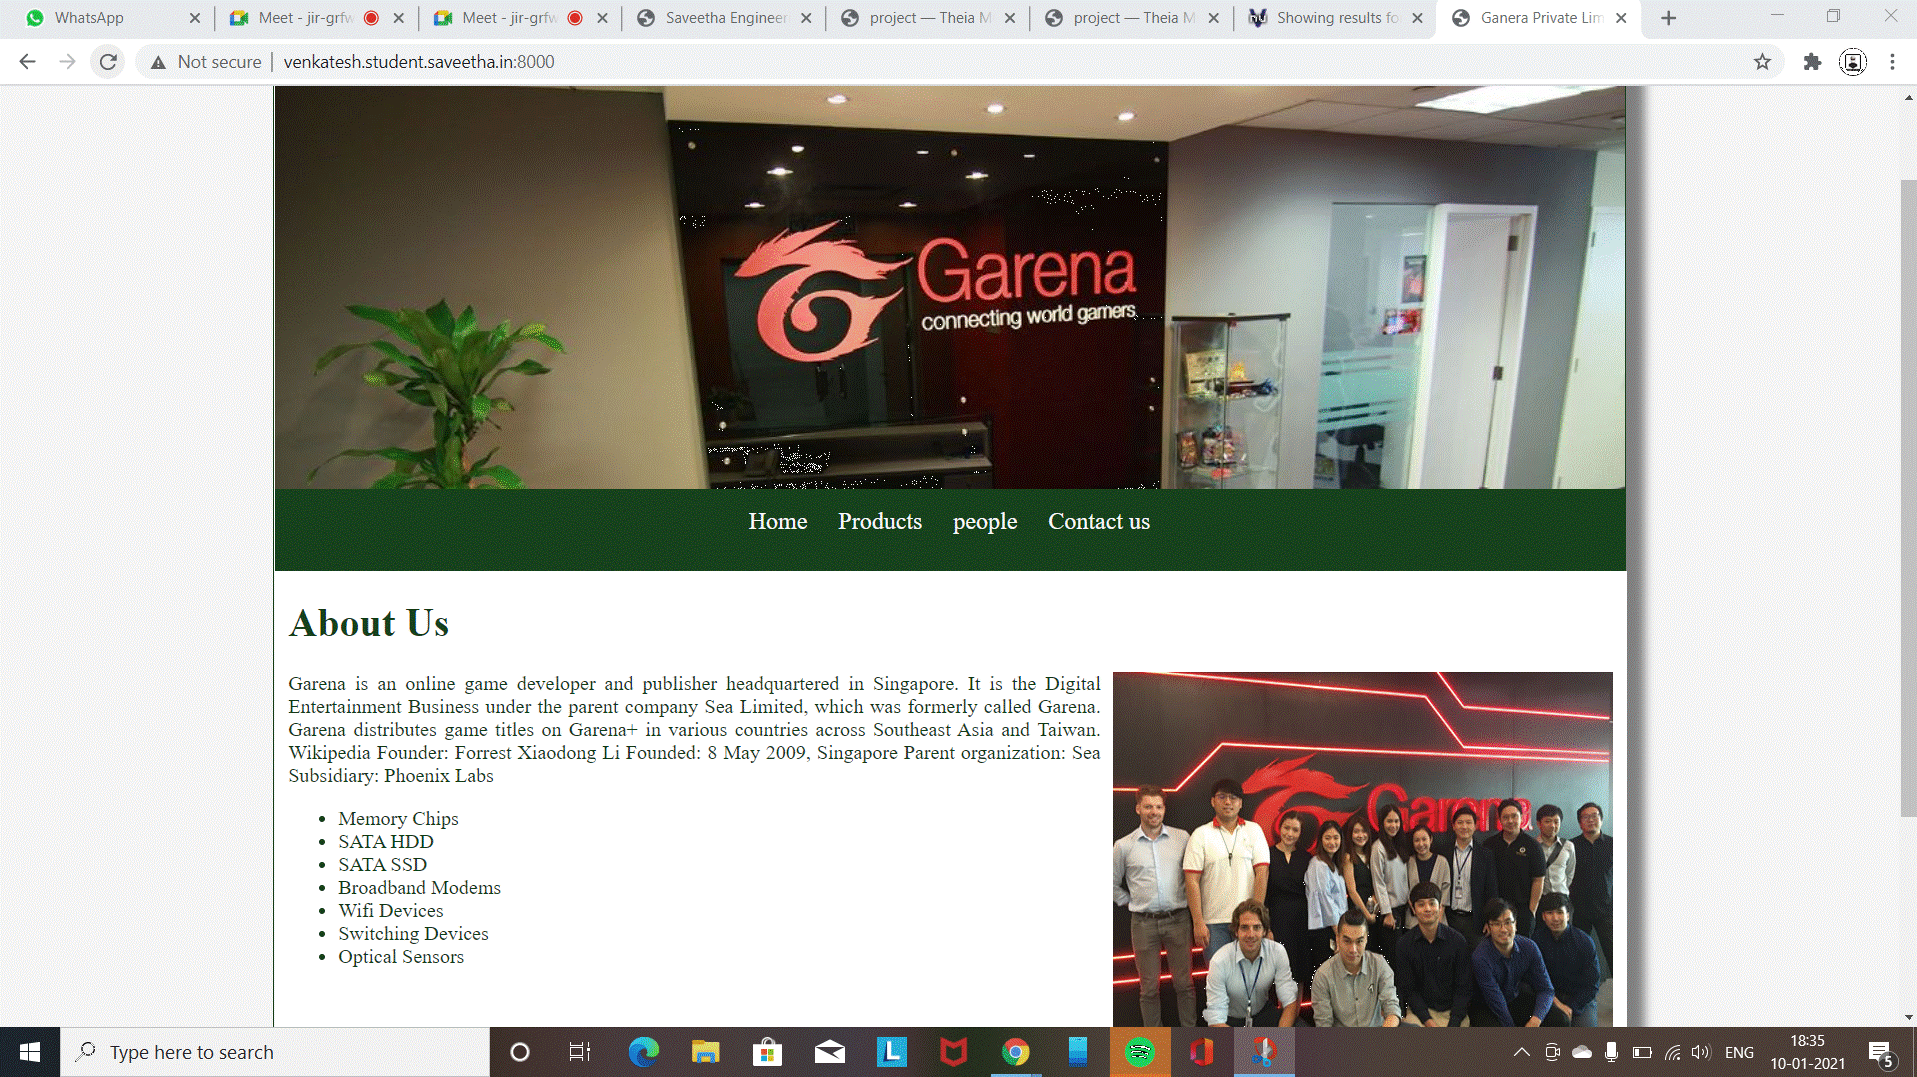 WhatsApp
Meet - jir-grfw
Meet - jir-grfw
Saveetha Engineer
project — Theia M
project — Theia M
Showing results fo
Ganera Private Lim
Not secure
venkatesh.student.saveetha.in:8000
Garena
connecting world gamers
Home
Products
people
Contact us
About Us
Garena is an online game developer and publisher headquartered in Singapore. It is the Digital
Entertainment Business under the parent company Sea Limited, which was formerly called Garena.
Garena distributes game titles on Garena+ in various countries across Southeast Asia and Taiwan.
Wikipedia Founder: Forrest Xiaodong Li Founded: 8 May 2009, Singapore Parent organization: Sea
Subsidiary: Phoenix Labs
Memory Chips
SATA HDD
SATA SSD
Broadband Modems
Wifi Devices
Switching Devices
Optical Sensors
Garena
Type here to search
L
ENG
18:35
10-01-2021
5